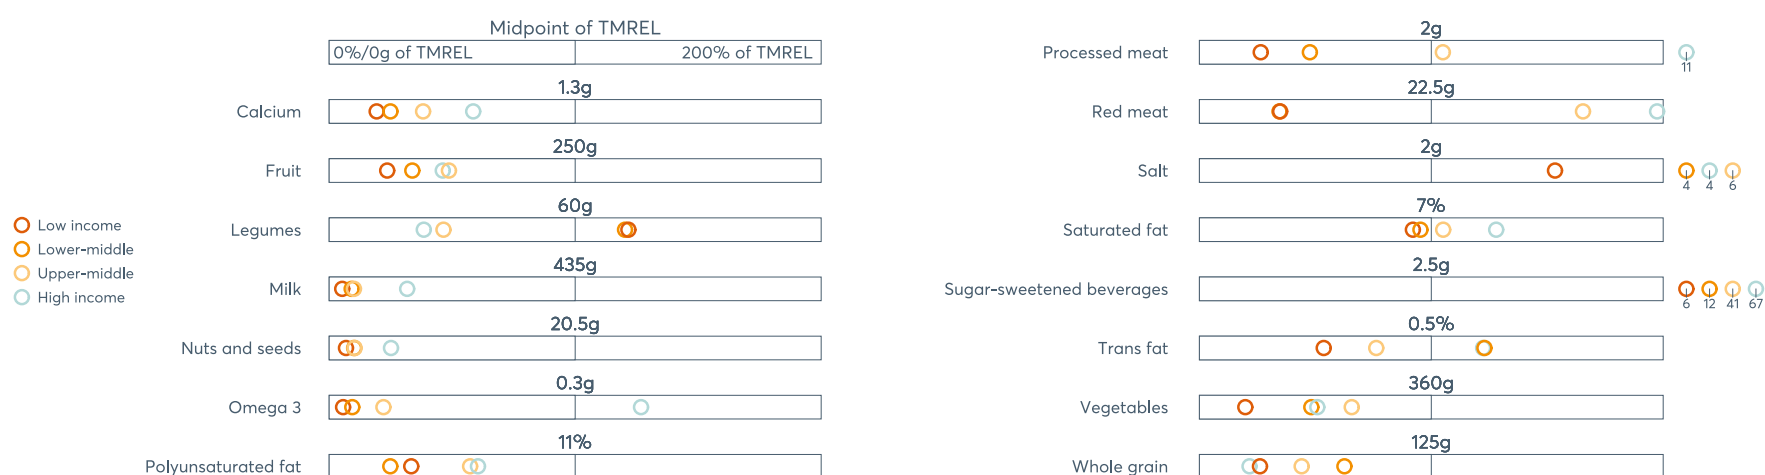 Midpoint of TMREL
0%/0g of TMREL 200% of TMREL
1.3g
Calcium
250g
Fruit
60g
Legumes
435g
Milk
20.5g
Nuts and seeds
0.3g
Omega 3
11%
Polyunsaturated fat
Low income
Lower-middle
Upper-middle
High income
2g
Processed meat
11
22.5g
Red meat
2g
Salt
4 4 6
7%
Saturated fat
2.5g
Sugar-sweetened beverages
6 12 41 67
0.5%
Trans fat
360g
Vegetables
125g
Whole grain